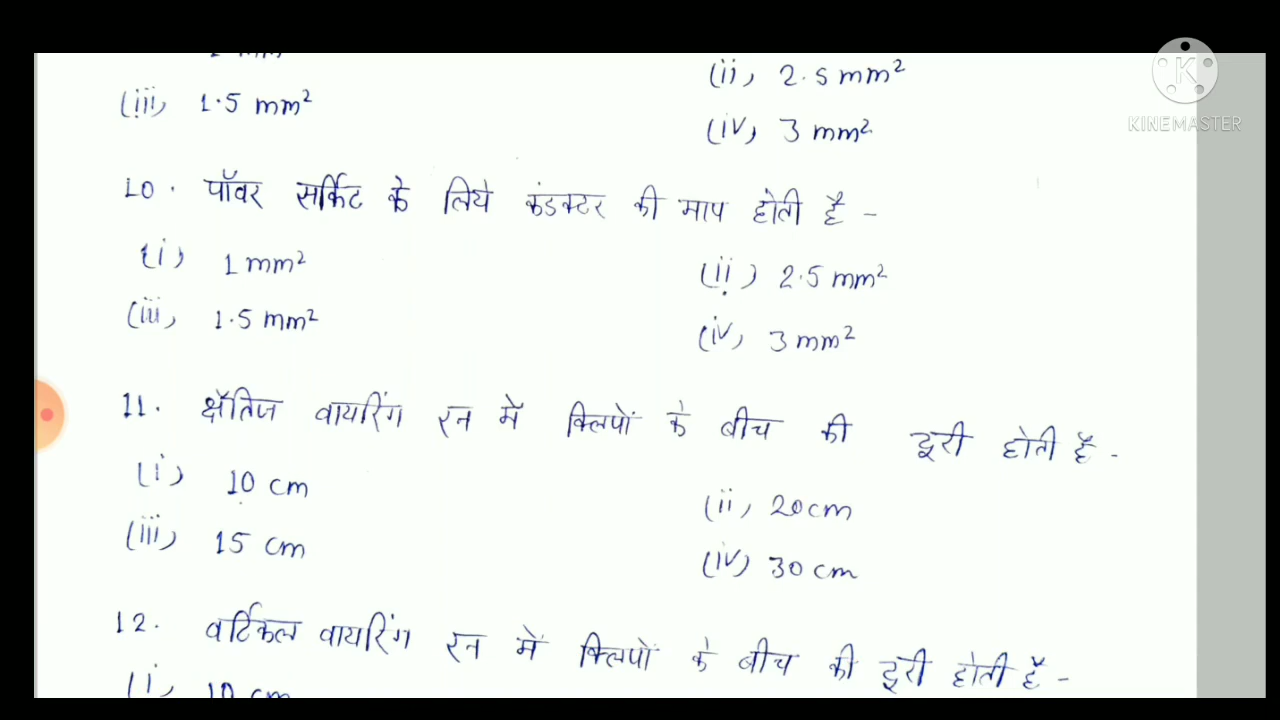 (ii) 2.5 mm²
(iii) 1.5 mm²
(iv) 3 mm²
KINEMASTER
10. पॉवर सर्किट के लिये कंडक्टर की माप होती है -
(i) 1 mm² (ii) 2.5 mm²
(iii) 1.5 mm² (iv) 3 mm²
11. क्षैतिज वायरिंग रन में क्लिपों के बीच की दूरी होती है -
(i) 10 cm (ii) 20 cm
(iii) 15 cm (iv) 30 cm
12. वर्टिकल वायरिंग रन में क्लिपों के बीच की दूरी होती है -
(i) 10 cm